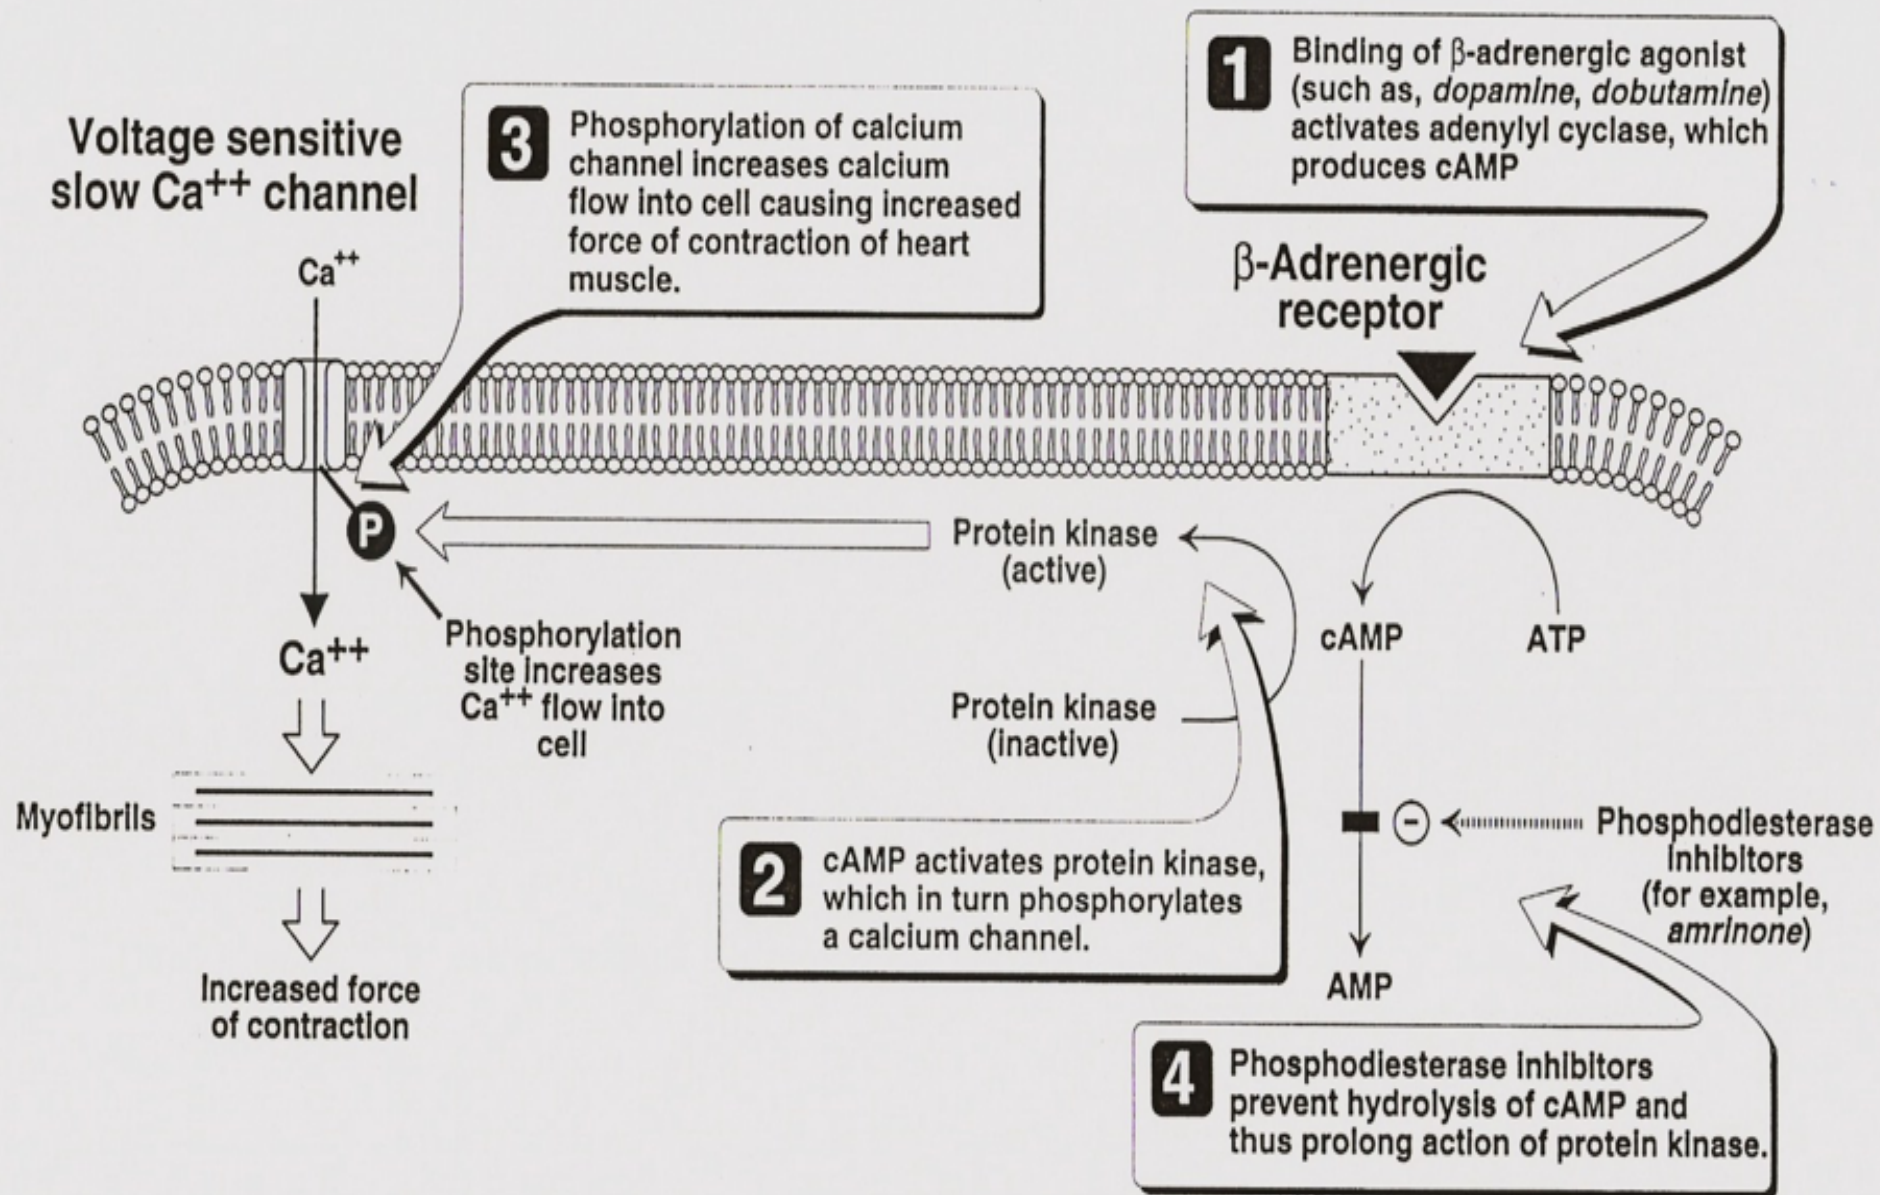 Voltage sensitive
slow Ca++ channel
Ca++
3
Phosphorylation of calcium
channel increases calcium
flow into cell causing increased
force of contraction of heart
muscle.
1
Binding of β-adrenergic agonist
(such as, dopamine, dobutamine)
activates adenylyl cyclase, which
produces cAMP
β-Adrenergic
receptor
P
Protein kinase
(active)
Ca++
Phosphorylation
site increases
Ca++ flow into
cell
cAMP
ATP
Protein kinase
(inactive)
Myofibrils
2
cAMP activates protein kinase,
which in turn phosphorylates
a calcium channel.
-
Phosphodiesterase
inhibitors
(for example,
amrinone)
AMP
Increased force
of contraction
4
Phosphodiesterase inhibitors
prevent hydrolysis of cAMP and
thus prolong action of protein kinase.